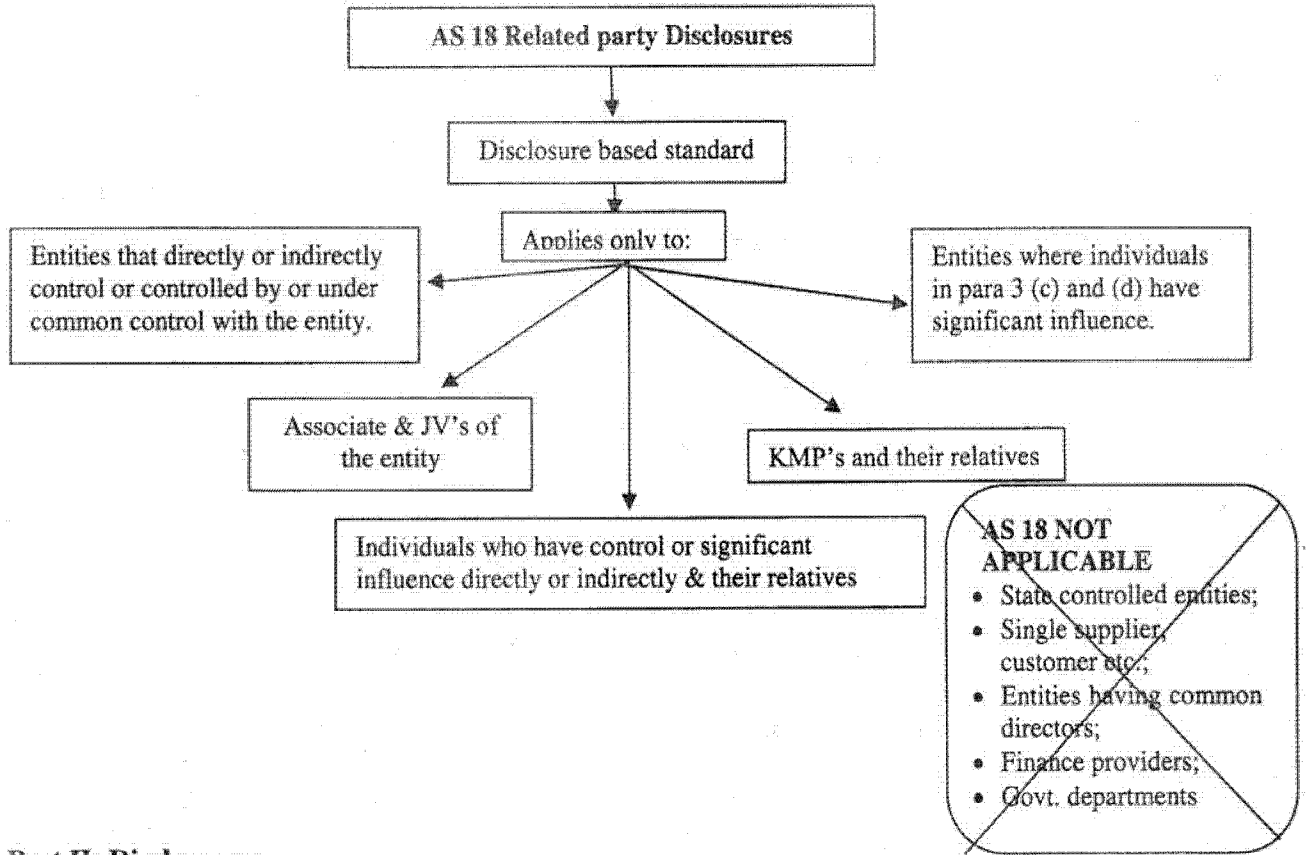 AS 18 Related party Disclosures
Disclosure based standard
Applies only to:
Entities that directly or indirectly
control or controlled by or under
common control with the entity.
Entities where individuals
in para 3 (c) and (d) have
significant influence.
Associate & JV's of
the entity
KMP's and their relatives
Individuals who have control or significant
influence directly or indirectly & their relatives
AS 18 NOT
APPLICABLE
• State controlled entities;
• Single supplier,
customer etc.;
• Entities having common
directors;
• Finance providers;
• Govt. departments